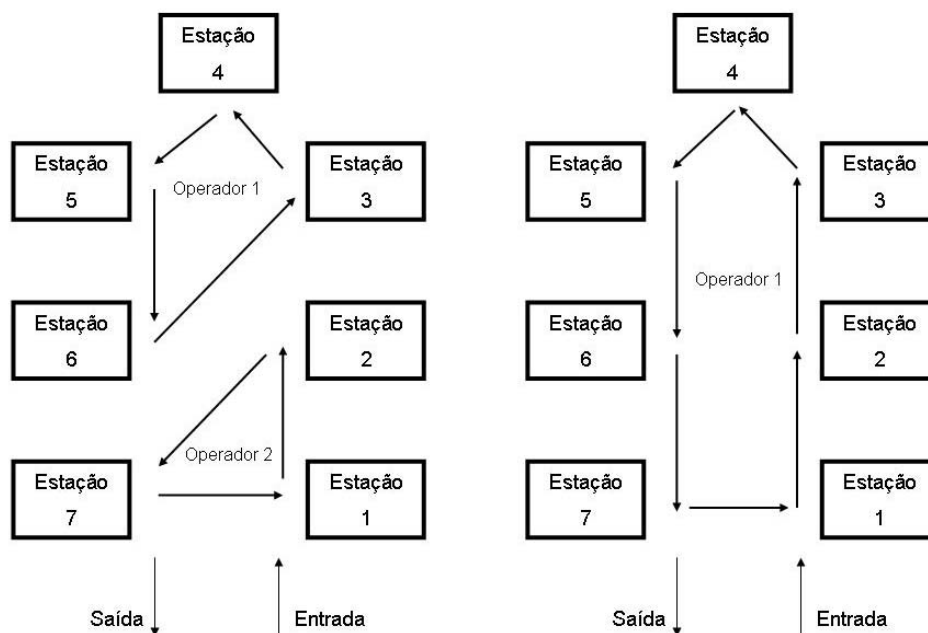 Estação
4
Estação
5
Operador 1
Estação
3
Estação
6
Estação
2
Operador 2
Estação
7
Estação
1
Saída
Entrada
Estação
4
Estação
5
Estação
3
Operador 1
Estação
6
Estação
2
Estação
7
Estação
1
Saída
Entrada